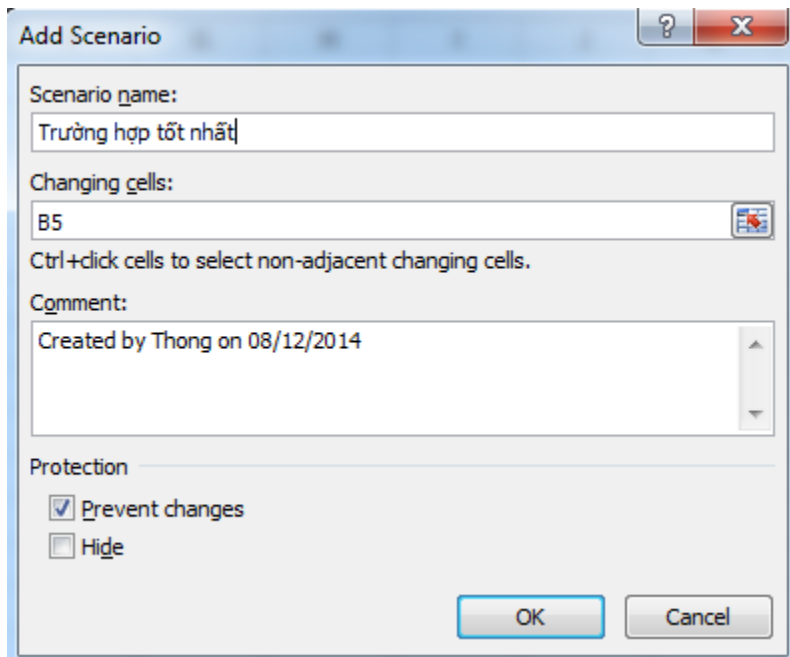 Add Scenario
Scenario name:
Trường hợp tốt nhất
Changing cells:
B5
Ctrl+click cells to select non-adjacent changing cells.
Comment:
Created by Thong on 08/12/2014
Protection
Prevent changes
Hide
OK Cancel